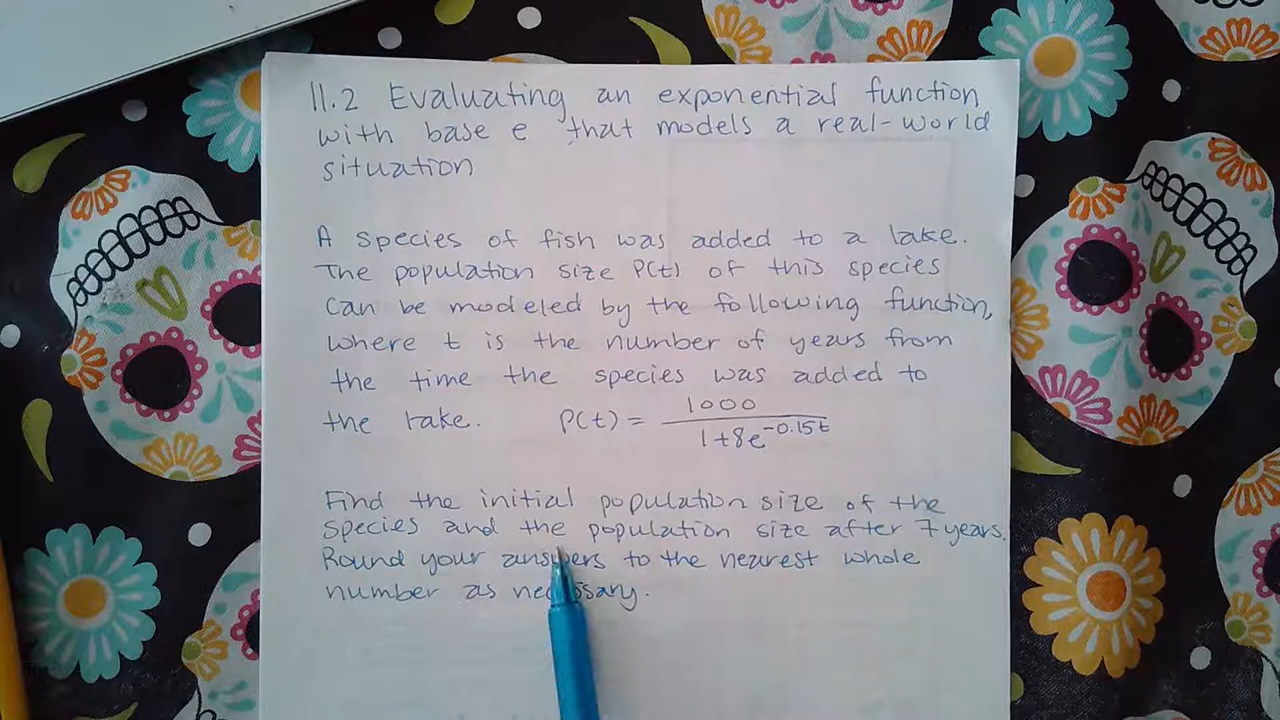 11.2 Evaluating an exponential function
with base e that models a real-world
situation
A species of fish was added to a lake.
The population size P(t) of this species
can be modeled by the following function,
where t is the number of years from
the time the species was added to
the lake. P(t) = 1000 / 1+8e^-0.15t
Find the initial population size of the
species and the population size after 7 years.
Round your answers to the nearest whole
number as necessary.